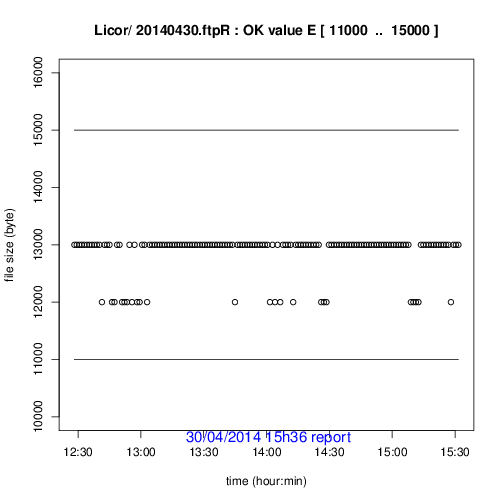 Licor/ 20140430.ftpR : OK value E [ 11000 .. 15000 ]
file size (byte)
16000
15000
14000
13000
12000
11000
10000
30/04/2014 15h36 report
12:30 13:00 13:30 14:00 14:30 15:00 15:30
time (hour:min)